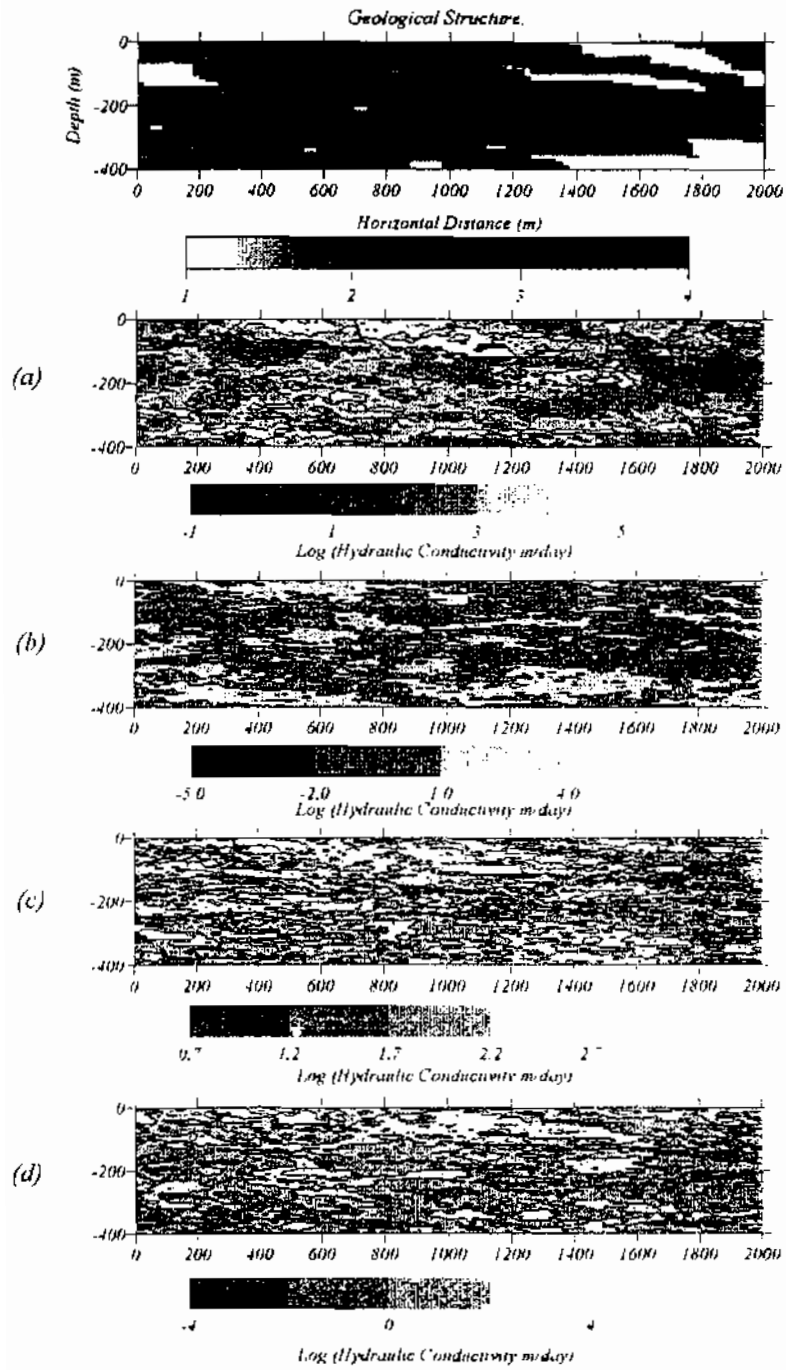 Geological Structure.
Depth (m)
0
-200
-400
0 200 400 600 800 1000 1200 1400 1600 1800 2000
Horizontal Distance (m)
1 2 3 4
(a)
0
-200
-400
0 200 400 600 800 1000 1200 1400 1600 1800 2000
-1 1 3 5
Log (Hydraulic Conductivity m/day)
(b)
0
-200
-400
0 200 400 600 800 1000 1200 1400 1600 1800 2000
-5.0 -2.0 1.0 4.0
Log (Hydraulic Conductivity m/day)
(c)
0
-200
-400
0 200 400 600 800 1000 1200 1400 1600 1800 2000
0.7 1.2 1.7 2.2
Log (Hydraulic Conductivity m/day)
(d)
0
-200
-400
0 200 400 600 800 1000 1200 1400 1600 1800 2000
-4 0 4
Log (Hydraulic Conductivity m/day)